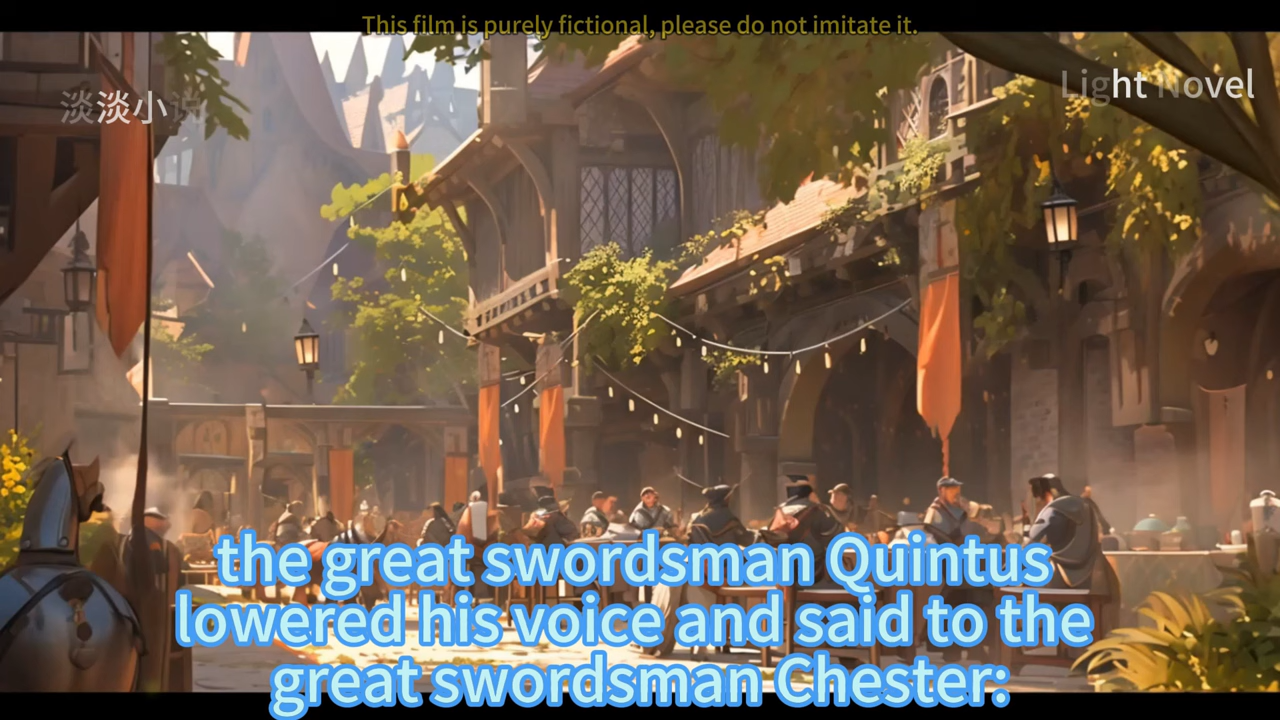 This film is purely fictional, please do not imitate it.
淡淡小说
Light Novel
the great swordsman Quintus
lowered his voice and said to the
great swordsman Chester: